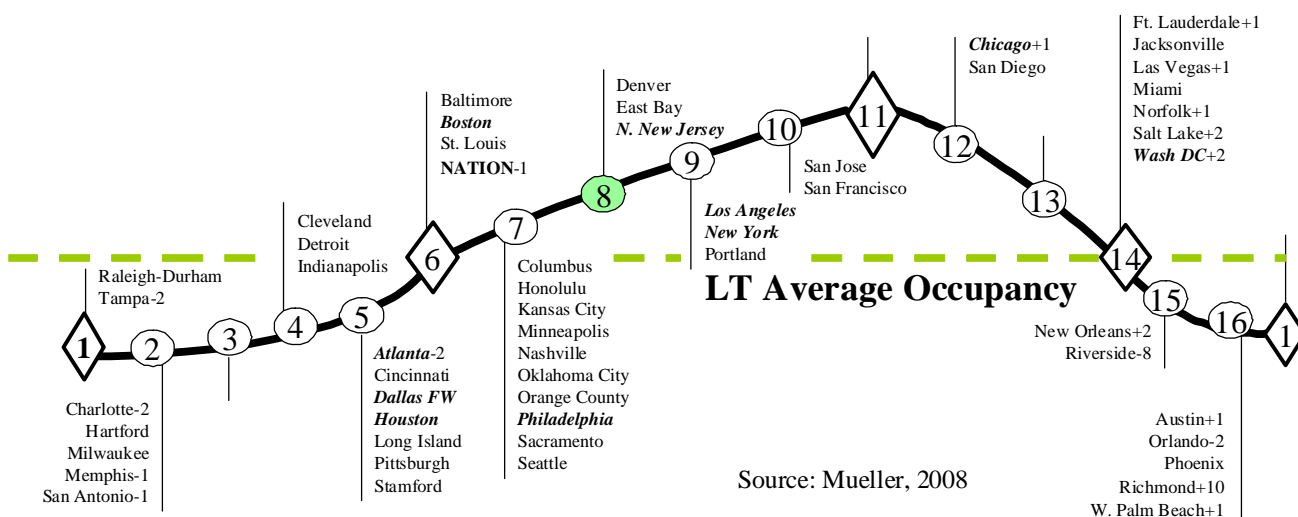 Ft. Lauderdale+1
Jacksonville
Las Vegas+1
Miami
Norfolk+1
Salt Lake+2
Wash DC+2
Chicago+1
San Diego
Denver
East Bay
N. New Jersey
Baltimore
Boston
St. Louis
NATION-1
San Jose
San Francisco
Cleveland
Detroit
Indianapolis
Los Angeles
New York
Portland
Raleigh-Durham
Tampa-2
LT Average Occupancy
1
2
3
4
5
6
7
8
9
10
11
12
13
14
15
16
1
Columbus
Honolulu
Kansas City
Minneapolis
Nashville
Oklahoma City
Orange County
Philadelphia
Sacramento
Seattle
New Orleans+2
Riverside-8
Atlanta-2
Cincinnati
Dallas FW
Houston
Long Island
Pittsburgh
Stamford
Charlotte-2
Hartford
Milwaukee
Memphis-1
San Antonio-1
Austin+1
Orlando-2
Phoenix
Richmond+10
W. Palm Beach+1
Source: Mueller, 2008